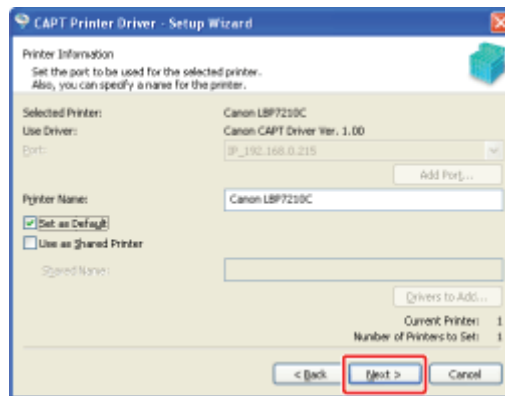 CAPT Printer Driver - Setup Wizard
Printer Information
Set the port to be used for the selected printer.
Also, you can specify a name for the printer.
Selected Printer: Canon LBP7210C
Use Driver: Canon CAPT Driver Ver. 1.00
Port: IP_192.168.0.215
Add Port...
Printer Name: Canon LBP7210C
Set as Default
Use as Shared Printer
Shared Name:
Drivers to Add...
Current Printer: 1
Number of Printers to Set: 1
< Back Next > Cancel